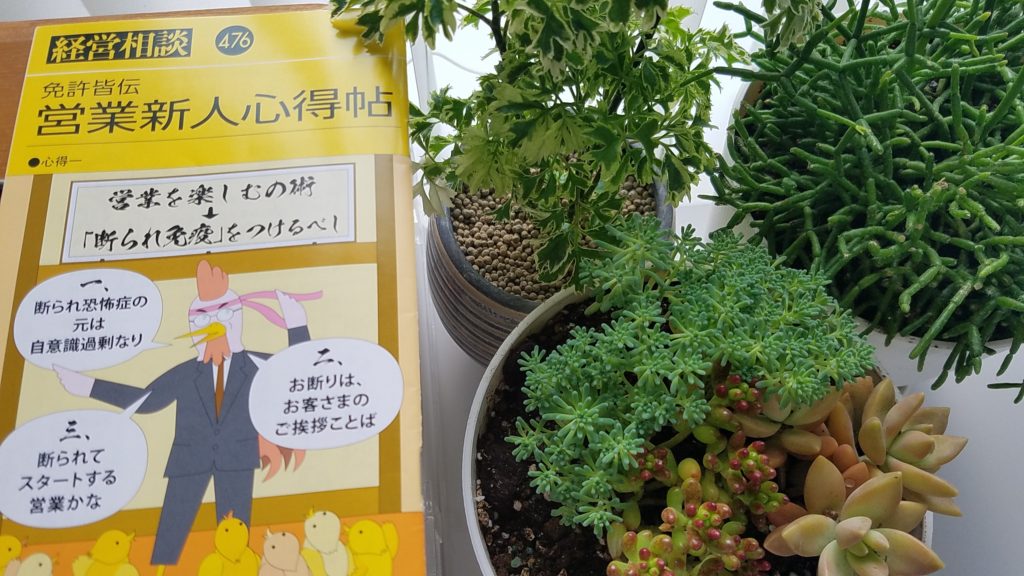 経営相談 476
免許皆伝
営業新人心得帖
●心得一
営業を楽しむの術
「断られ免疫」をつけるべし
一、
断られ恐怖症の
元は
自意識過剰なり
二、
お断りは、
お客さまの
ご挨拶ことば
三、
断られて
スタートする
営業かな